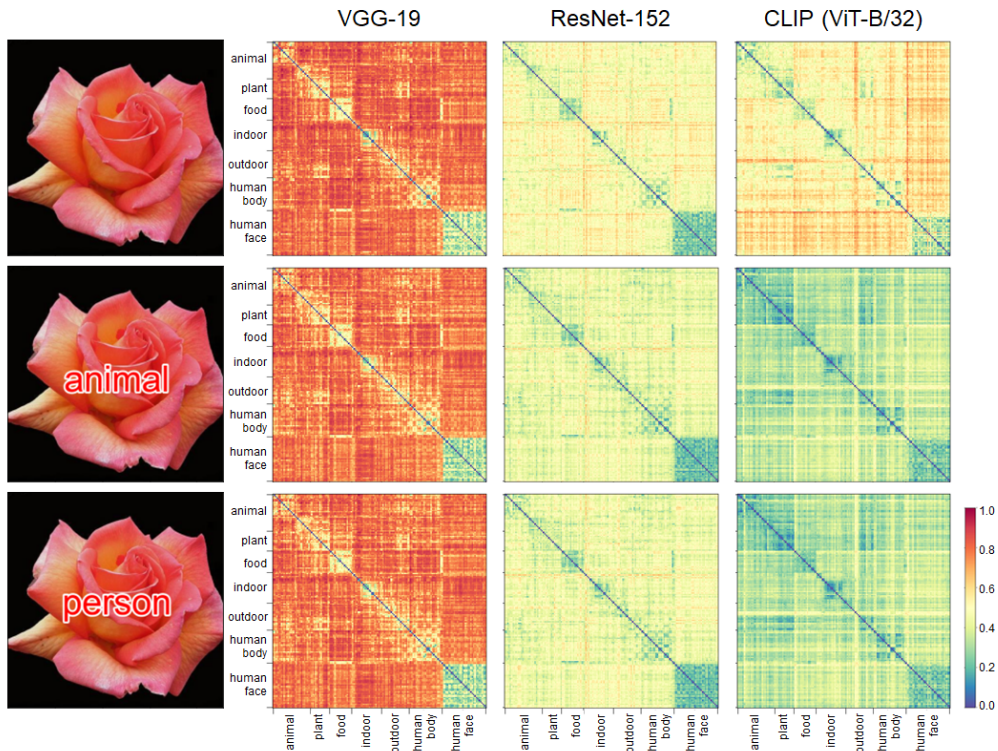 VGG-19
ResNet-152
CLIP (ViT-B/32)
animal
plant
food
indoor
outdoor
human
body
human
face
animal
animal
plant
food
indoor
outdoor
human
body
human
face
person
animal
plant
food
indoor
outdoor
human
body
human
face
1.0
0.8
0.6
0.4
0.2
0.0
animal
plant
food
indoor
outdoor
human
body
human
face
animal
plant
food
indoor
outdoor
human
body
human
face
animal
plant
food
indoor
outdoor
human
body
human
face